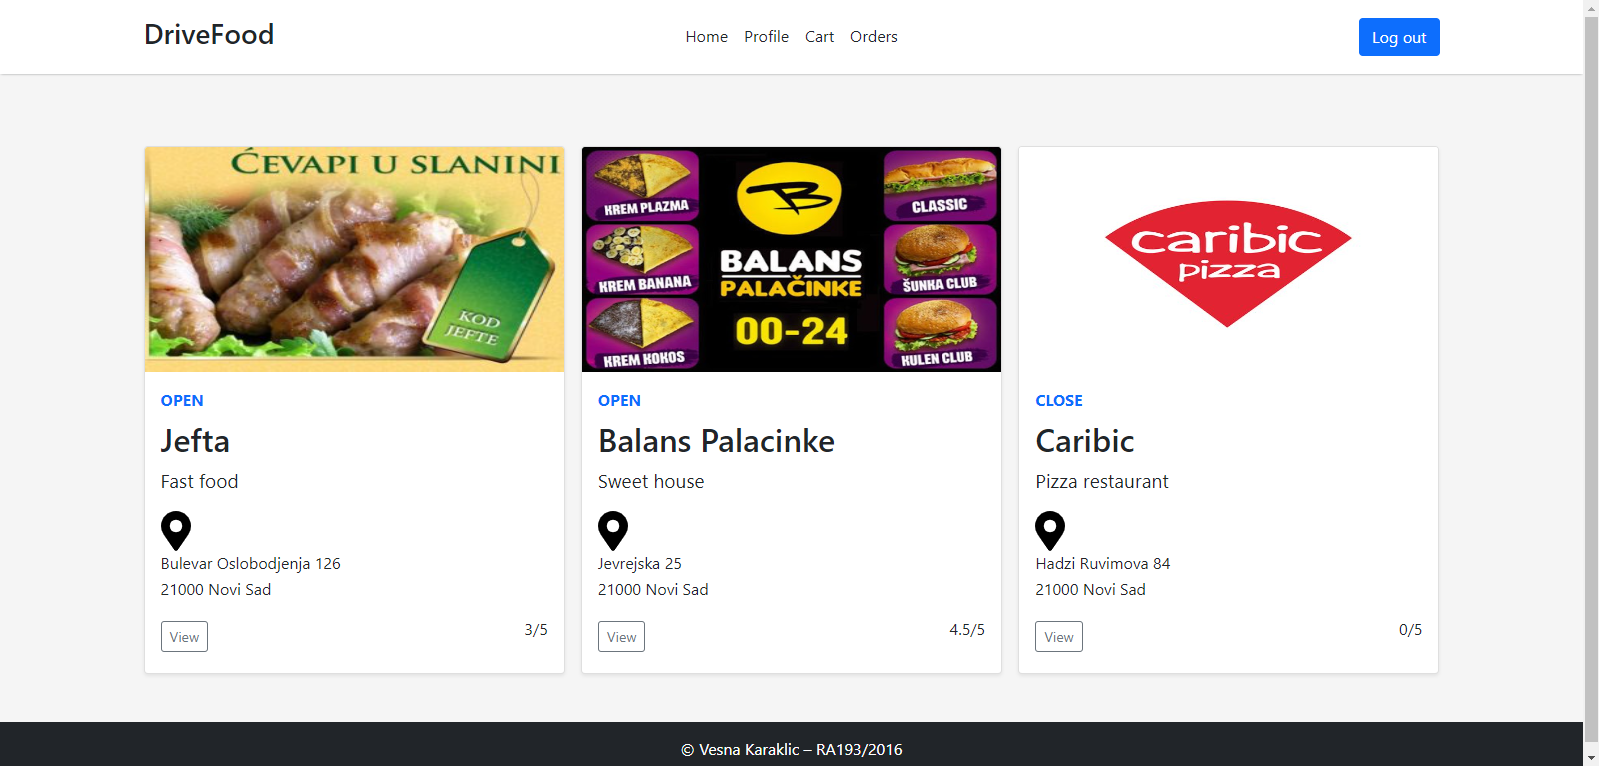 DriveFood
Home Profile Cart Orders
Log out
ĆEVAPI U SLANINI
KOD
JEFTE
OPEN
Jefta
Fast food
Bulevar Oslobodjenja 126
21000 Novi Sad
View
3/5
KREM PLAZMA
KREM BANANA
KREM KOKOS
B
BALANS
PALAČINKE
00-24
CLASSIC
ŠUNKA CLUB
KULEN CLUB
OPEN
Balans Palacinke
Sweet house
Jevrejska 25
21000 Novi Sad
View
4.5/5
caribic
pizza
CLOSE
Caribic
Pizza restaurant
Hadzi Ruvimova 84
21000 Novi Sad
View
0/5
© Vesna Karaklic – RA193/2016